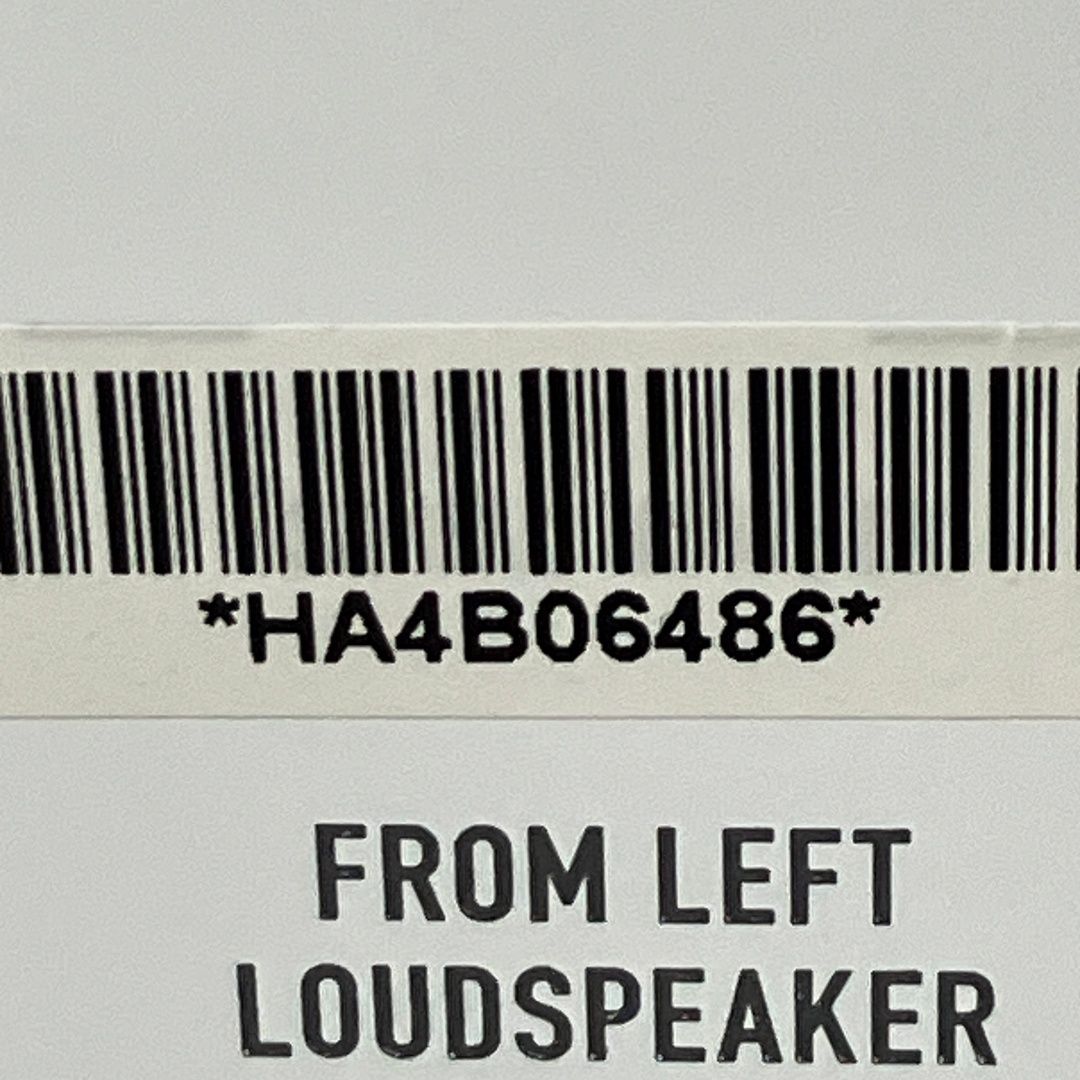 *HA4B06486*
FROM LEFT
LOUDSPEAKER